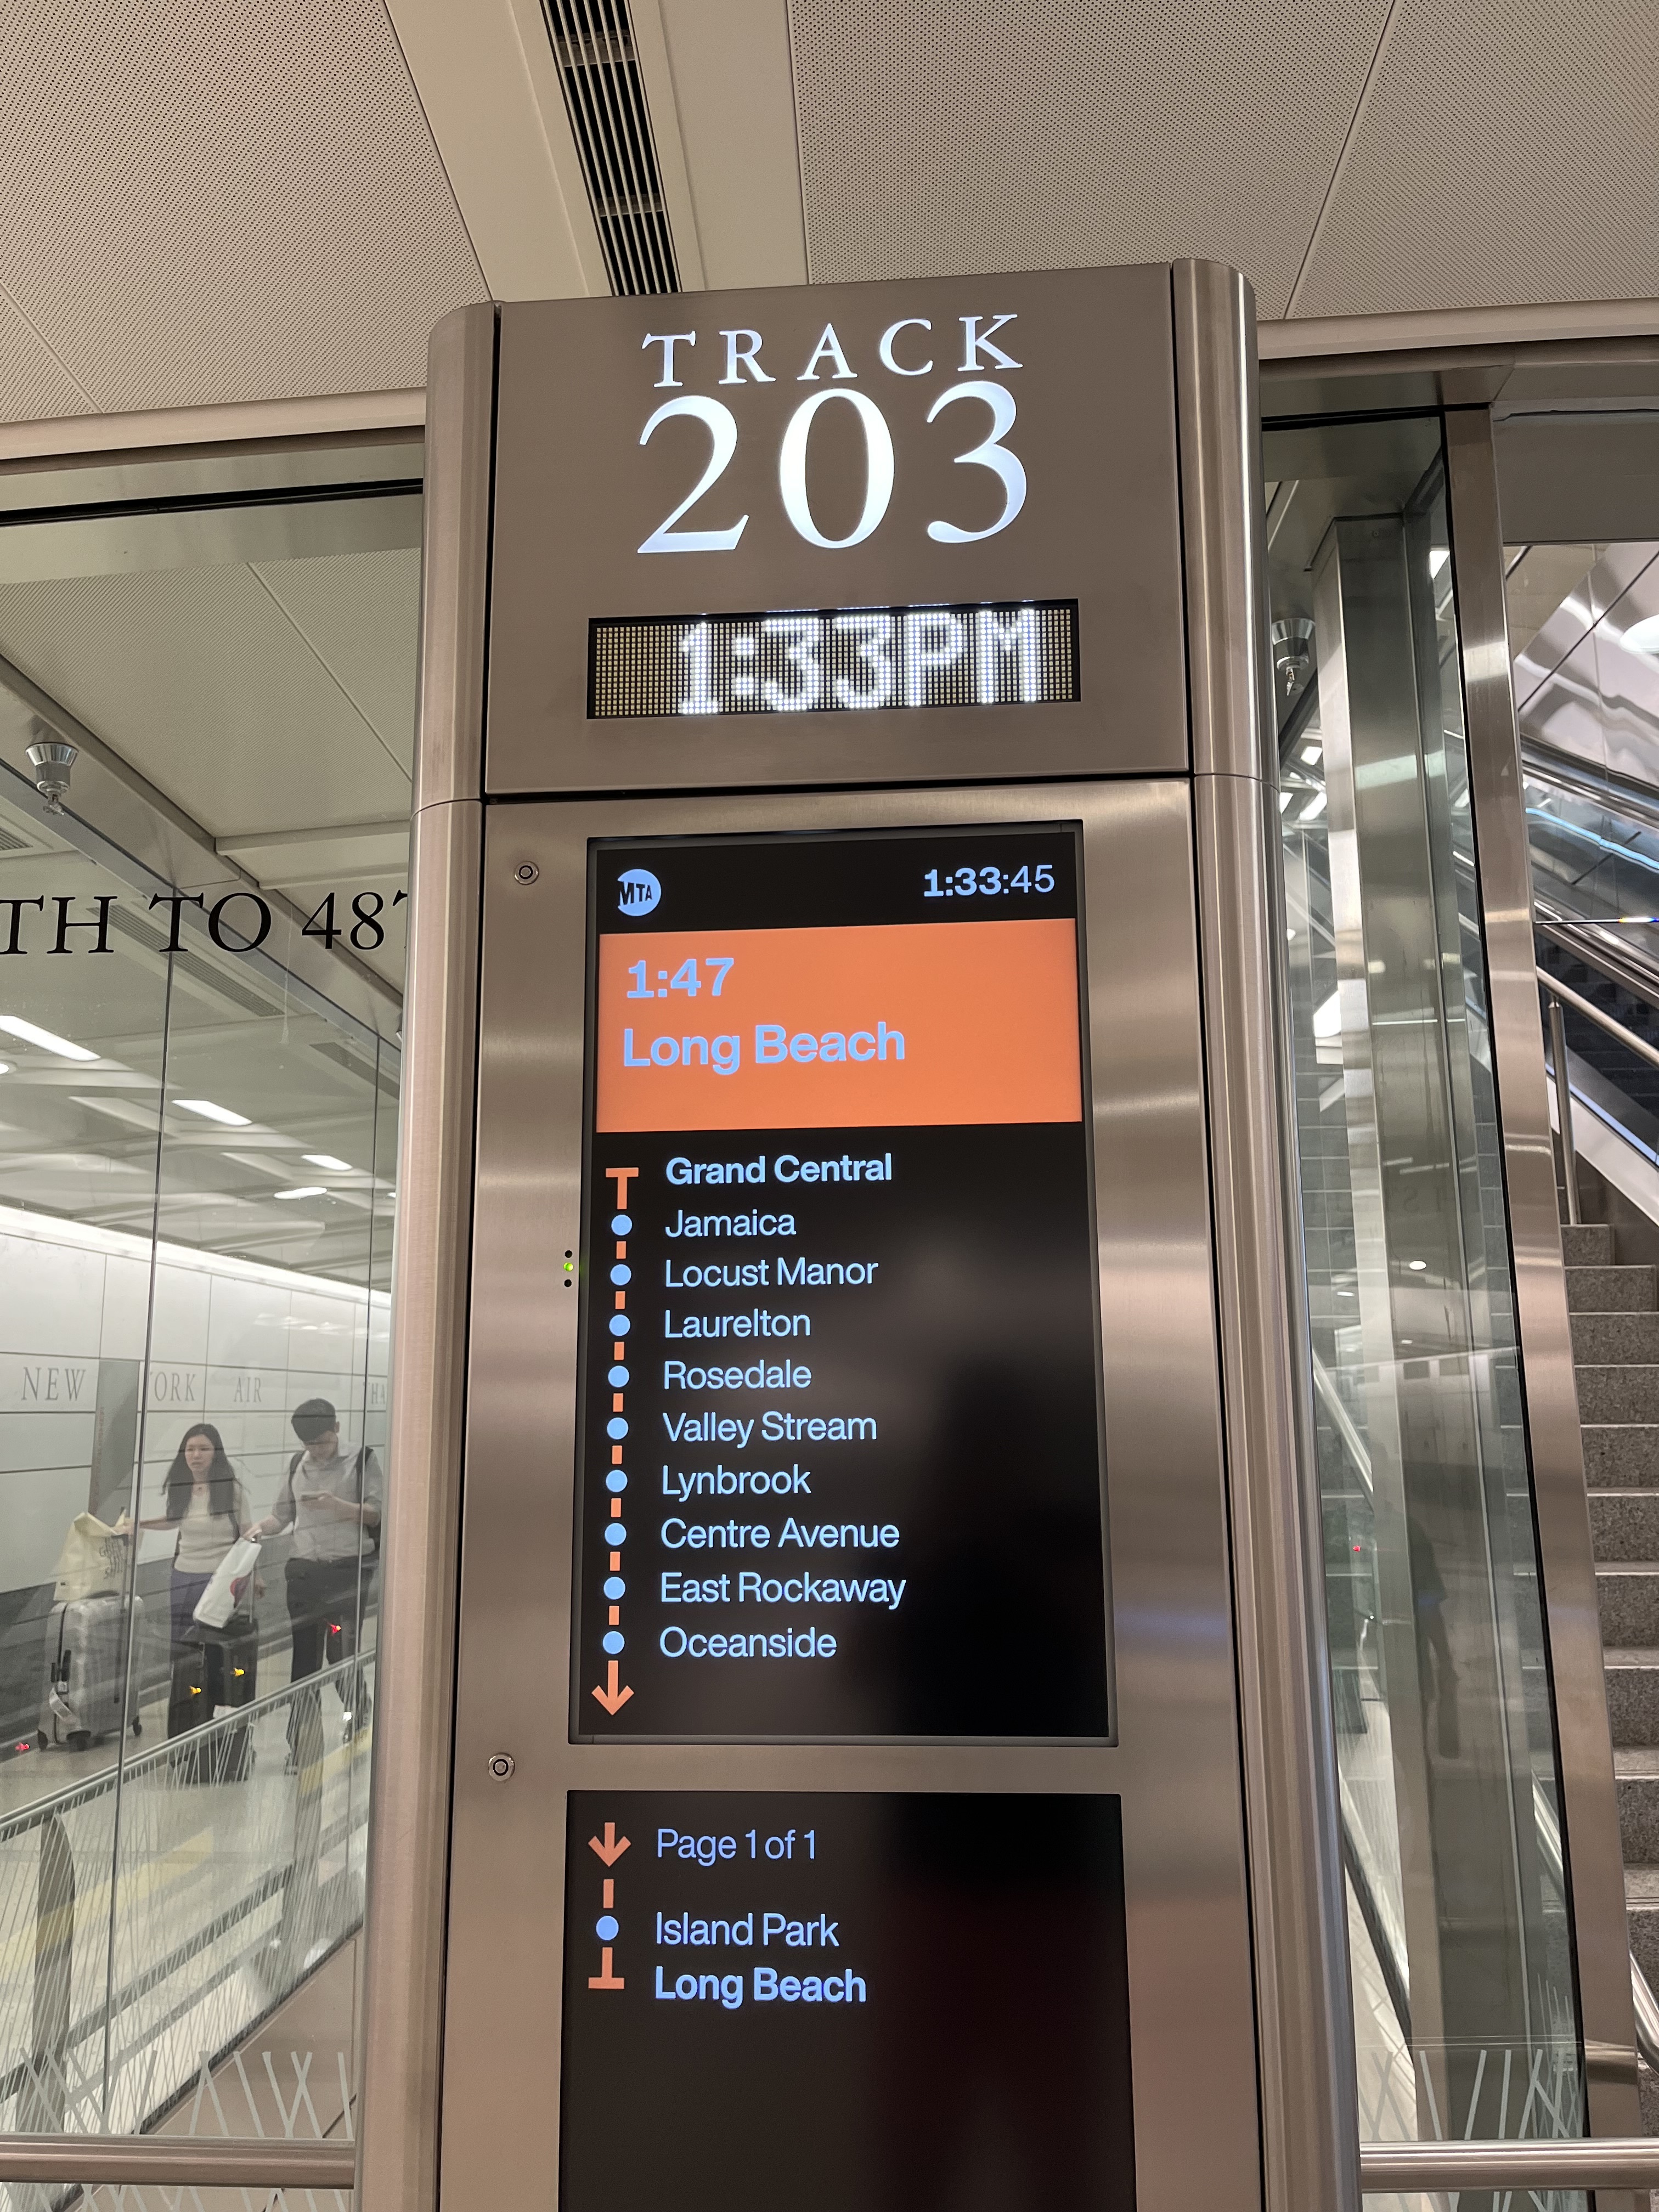 TRACK
203
1:33PM
MTA
1:33:45
1:47
Long Beach
Grand Central
Jamaica
Locust Manor
Laurelton
Rosedale
Valley Stream
Lynbrook
Centre Avenue
East Rockaway
Oceanside
Page 1 of 1
Island Park
Long Beach
TH TO 48
NEW ORK AIR